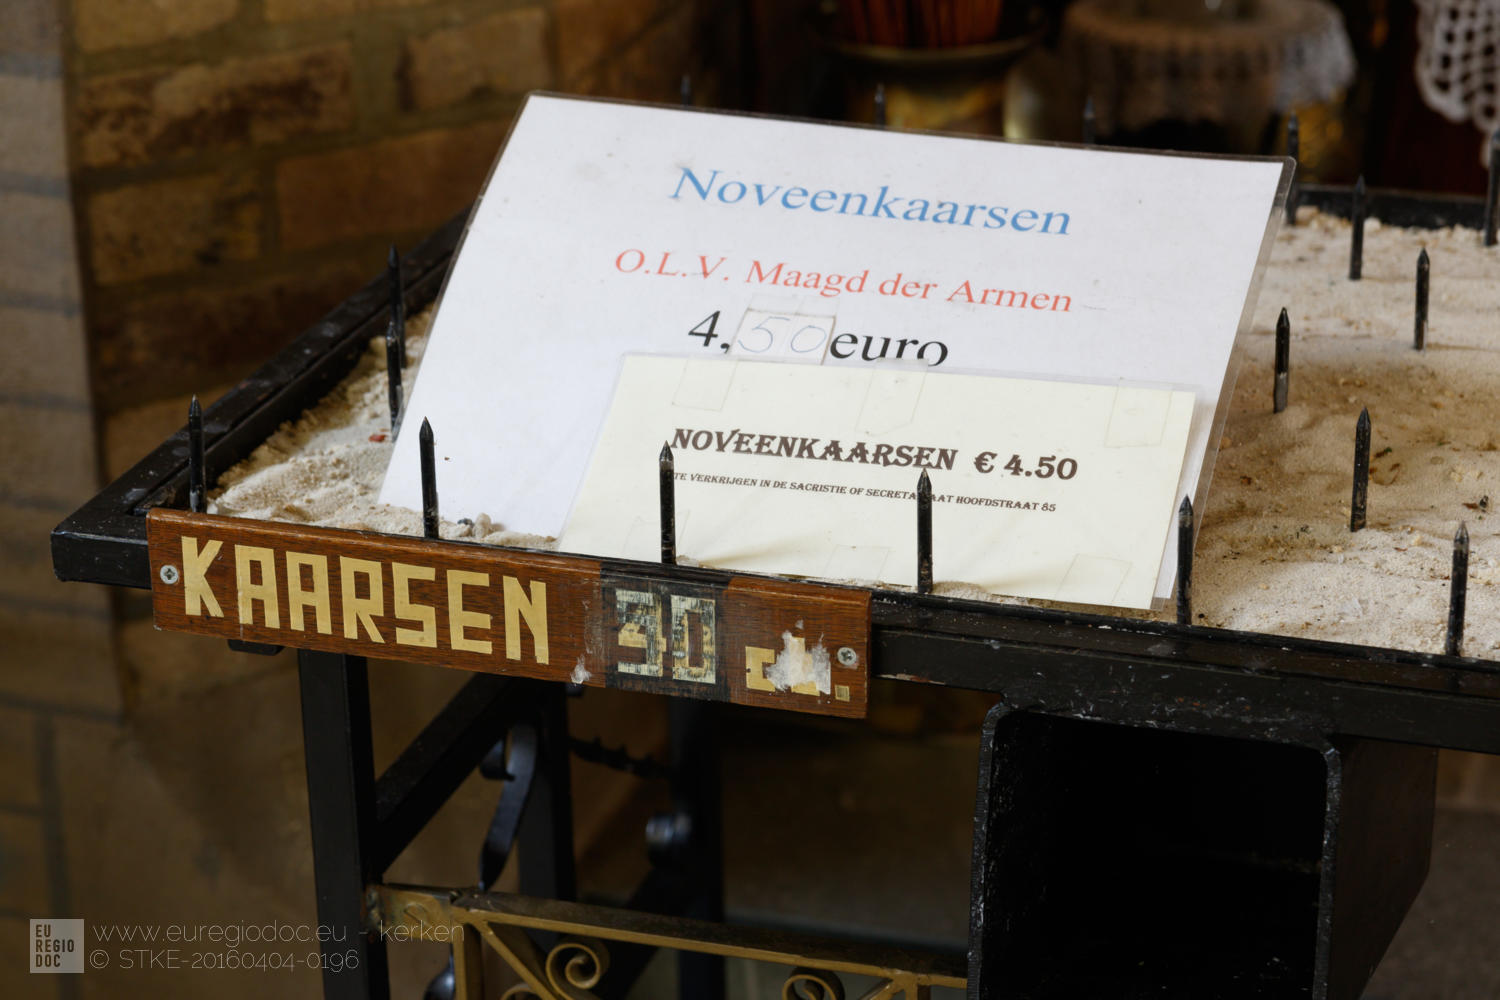 Noveenkaarsen
O.L.V. Maagd der Armen
4,50 euro
NOVEENKAARSEN € 4.50
TE VERKRIJGEN IN DE SACRISTIE OF SECRETARIAAT HOOFDSTRAAT 85
KAARSEN 30
EU
REGIO
DOC
www.euregiodoc.eu - kerken
© STKE-20160404-0196